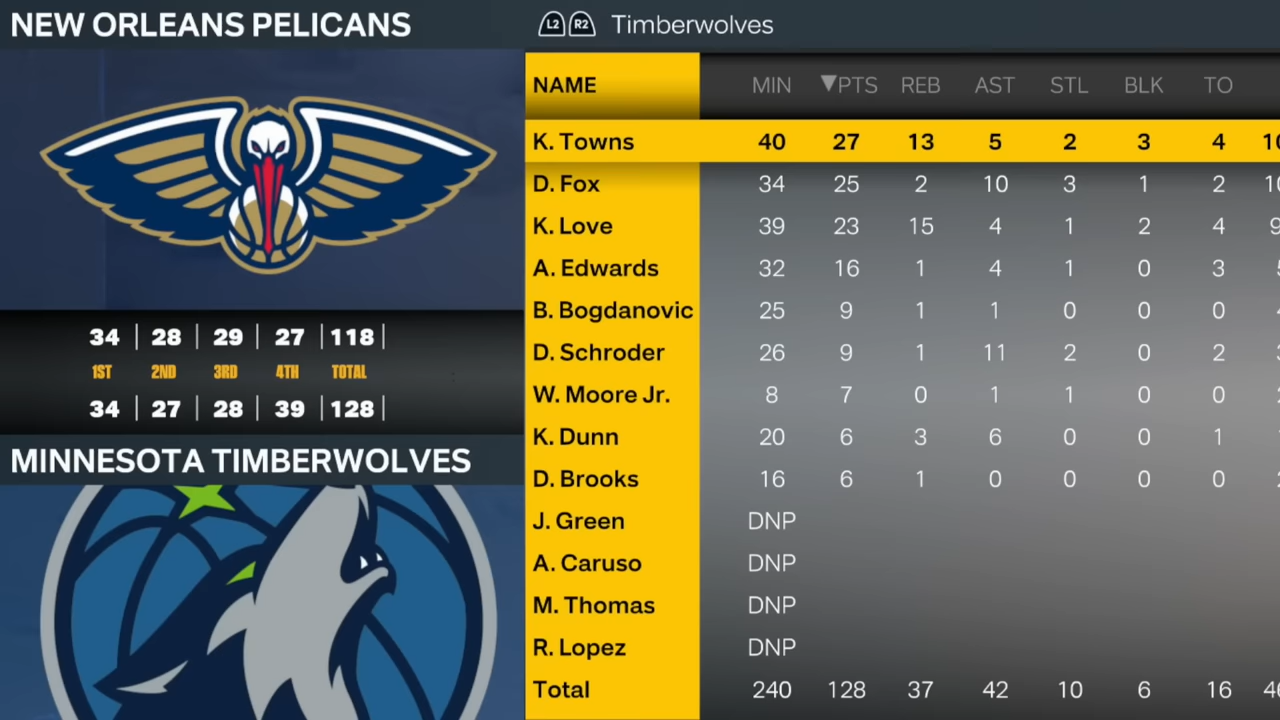 NEW ORLEANS PELICANS
34 | 28 | 29 | 27 | 118 |
1ST 2ND 3RD 4TH TOTAL
34 | 27 | 28 | 39 | 128 |
MINNESOTA TIMBERWOLVES
L2 R2 Timberwolves
NAME MIN ▼PTS REB AST STL BLK TO
K. Towns 40 27 13 5 2 3 4
D. Fox 34 25 2 10 3 1 2
K. Love 39 23 15 4 1 2 4
A. Edwards 32 16 1 4 1 0 3
B. Bogdanovic 25 9 1 1 0 0 0
D. Schroder 26 9 1 11 2 0 2
W. Moore Jr. 8 7 0 1 1 0 0
K. Dunn 20 6 3 6 0 0 1
D. Brooks 16 6 1 0 0 0 0
J. Green DNP
A. Caruso DNP
M. Thomas DNP
R. Lopez DNP
Total 240 128 37 42 10 6 16